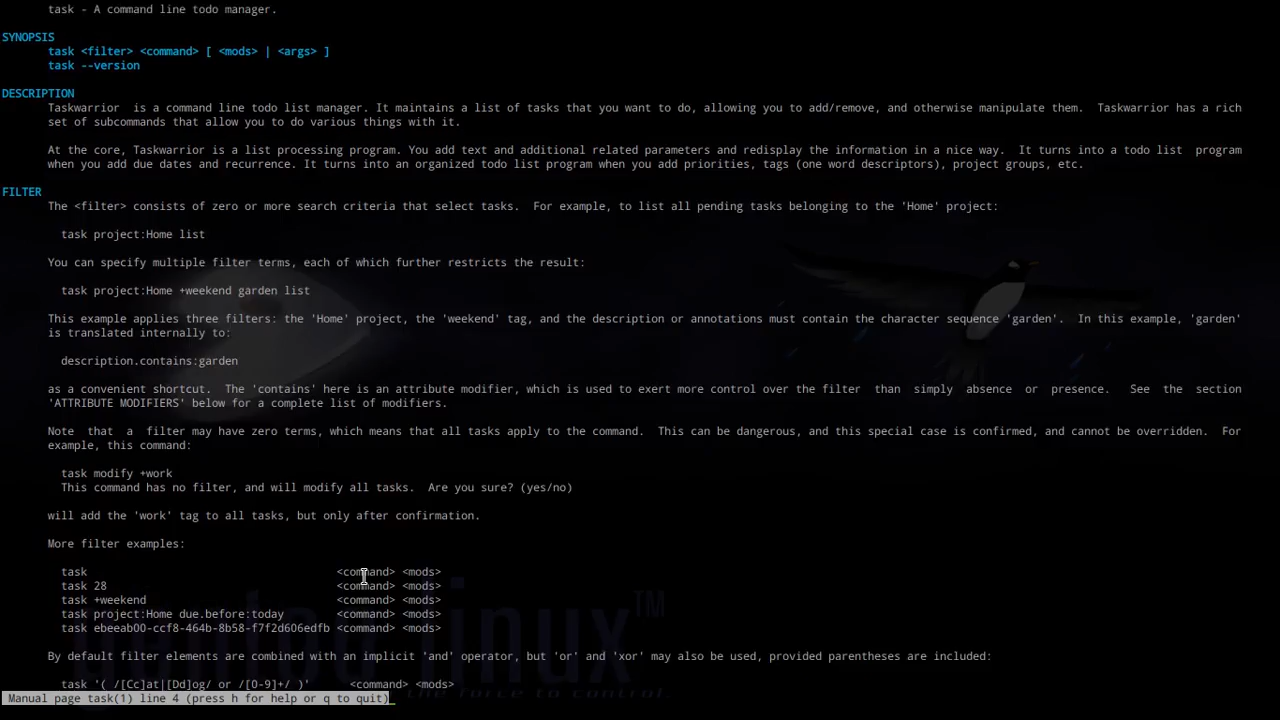 task - A command line todo manager.
SYNOPSIS
task <filter> <command> [ <mods> | <args> ]
task --version
DESCRIPTION
Taskwarrior  is a command line todo list manager. It maintains a list of tasks that you want to do, allowing you to add/remove, and otherwise manipulate them.  Taskwarrior has a rich
set of subcommands that allow you to do various things with it.
At the core, Taskwarrior is a list processing program. You add text and additional related parameters and redisplay the information in a nice way.  It turns into a todo list  program
when you add due dates and recurrence. It turns into an organized todo list program when you add priorities, tags (one word descriptors), project groups, etc.
FILTER
The <filter> consists of zero or more search criteria that select tasks.  For example, to list all pending tasks belonging to the 'Home' project:
task project:Home list
You can specify multiple filter terms, each of which further restricts the result:
task project:Home +weekend garden list
This example applies three filters: the 'Home' project, the 'weekend' tag, and the description or annotations must contain the character sequence 'garden'.  In this example, 'garden'
is translated internally to:
description.contains:garden
as a convenient shortcut.  The 'contains' here is an attribute modifier, which is used to exert more control over the filter  than  simply  absence  or  presence.   See  the  section
'ATTRIBUTE MODIFIERS' below for a complete list of modifiers.
Note  that  a  filter may have zero terms, which means that all tasks apply to the command.  This can be dangerous, and this special case is confirmed, and cannot be overridden.  For
example, this command:
task modify +work
This command has no filter, and will modify all tasks.  Are you sure? (yes/no)
will add the 'work' tag to all tasks, but only after confirmation.
More filter examples:
task                                      <command> <mods>
task 28                                   <command> <mods>
task +weekend                             <command> <mods>
task project:Home due.before:today        <command> <mods>
task ebeeab00-ccf8-464b-8b58-f7f2d606edfb <command> <mods>
By default filter elements are combined with an implicit 'and' operator, but 'or' and 'xor' may also be used, provided parentheses are included:
task '( /[Cc]at|[Dd]og/ or /[0-9]+/ )'      <command> <mods>
the force to control.
Manual page task(1) line 4 (press h for help or q to quit)